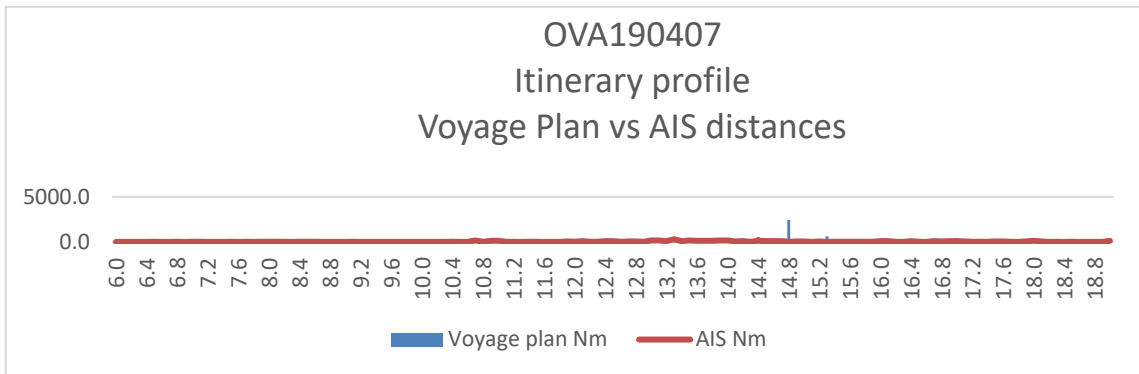 OVA190407
Itinerary profile
Voyage Plan vs AIS distances
5000.0
0.0
6.0 6.4 6.8 7.2 7.6 8.0 8.4 8.8 9.2 9.6 10.0 10.4 10.8 11.2 11.6 12.0 12.4 12.8 13.2 13.6 14.0 14.4 14.8 15.2 15.6 16.0 16.4 16.8 17.2 17.6 18.0 18.4 18.8
Voyage plan Nm AIS Nm